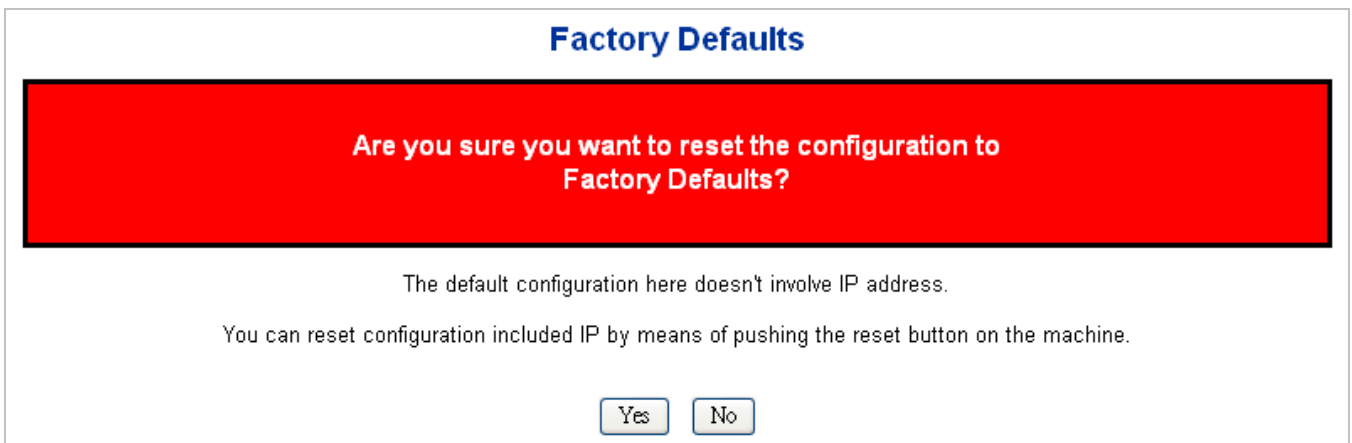 Factory Defaults
Are you sure you want to reset the configuration to
Factory Defaults?
The default configuration here doesn't involve IP address.
You can reset configuration included IP by means of pushing the reset button on the machine.
Yes No